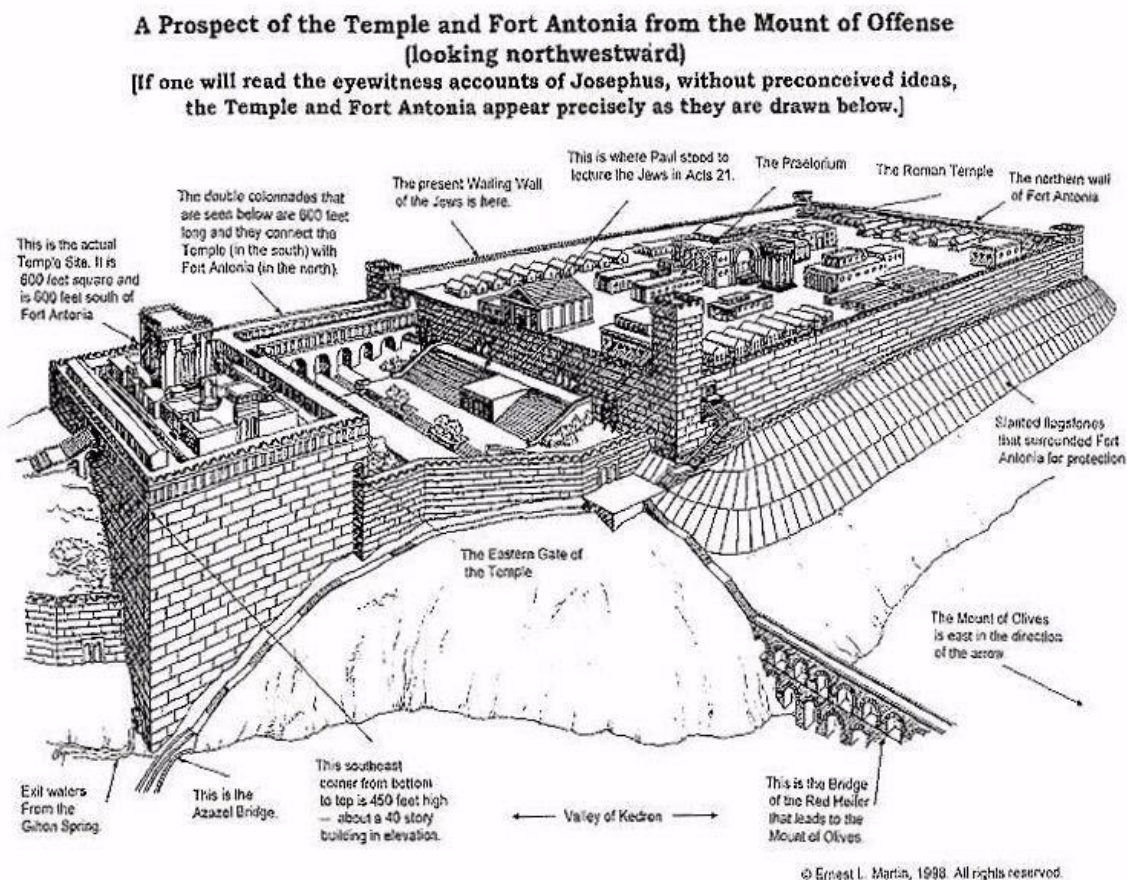 A Prospect of the Temple and Fort Antonia from the Mount of Offense
(looking northwestward)
[If one will read the eyewitness accounts of Josephus, without preconceived ideas,
the Temple and Fort Antonia appear precisely as they are drawn below.]
This is the actual
Temple Site. It is
600 feet square and
is 600 feet south of
Fort Antonia
The double colonnades that
are seen below are 600 feet
long and they connect the
Temple (in the south) with
Fort Antonia (in the north).
The present Wailing Wall
of the Jews is here.
This is where Paul stood to
lecture the Jews in Acts 21.
The Praetorium
The Roman Temple
The northern wall
of Fort Antonia
Slanted flagstones
that surrounded Fort
Antonia for protection
The Eastern Gate of
the Temple
The Mount of Olives
is east in the direction
of the arrow.
Exit waters
From the
Gihon Spring.
This is the
Azazel Bridge.
This southeast
corner from bottom
to top is 450 feet high
— about a 40 story
building in elevation.
Valley of Kedron
This is the Bridge
of the Red Heifer
that leads to the
Mount of Olives.
© Ernest L. Martin, 1998. All rights reserved.